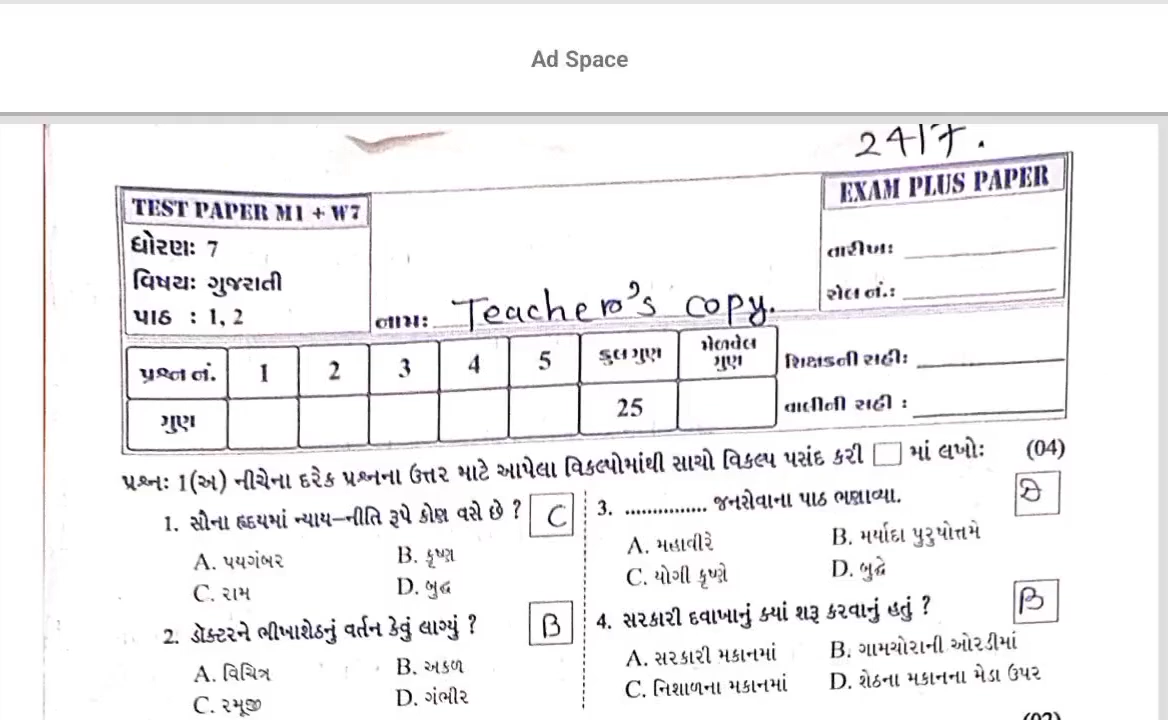 Ad Space
24/7.
TEST PAPER M1 + W7
EXAM PLUS PAPER
ધોરણ: 7
તારીખ:
વિષય: ગુજરાતી
રોલ નં.:
પાઠ : 1, 2
નામ: Teacher's copy.
પ્રશ્ન નં. 1 2 3 4 5 કુલ ગુણ મેળવેલ ગુણ
શિક્ષકની સહી:
ગુણ 25
વાલીની સહી :
પ્રશ્ન: 1(અ) નીચેના દરેક પ્રશ્નના ઉત્તર માટે આપેલા વિકલ્પોમાંથી સાચો વિકલ્પ પસંદ કરી □ માં લખો: (04)
1. સૌના હૃદયમાં ન્યાય–નીતિ રૂપે કોણ વસે છે ? C
A. પયગંબર B. કૃષ્ણ
C. રામ D. બુદ્ધ
2. ડૉક્ટરને ભીખાશેઠનું વર્તન કેવું લાગ્યું ? B
A. વિચિત્ર B. અકળ
C. રમૂજી D. ગંભીર
3. ............... જનસેવાના પાઠ ભણાવ્યા. D
A. મહાવીરે B. મર્યાદા પુરુષોત્તમે
C. યોગી કૃષ્ણે D. બુદ્ધે
4. સરકારી દવાખાનું ક્યાં શરૂ કરવાનું હતું ? B
A. સરકારી મકાનમાં B. ગામચોરાની ઓરડીમાં
C. નિશાળના મકાનમાં D. શેઠના મકાનના મેડા ઉપર